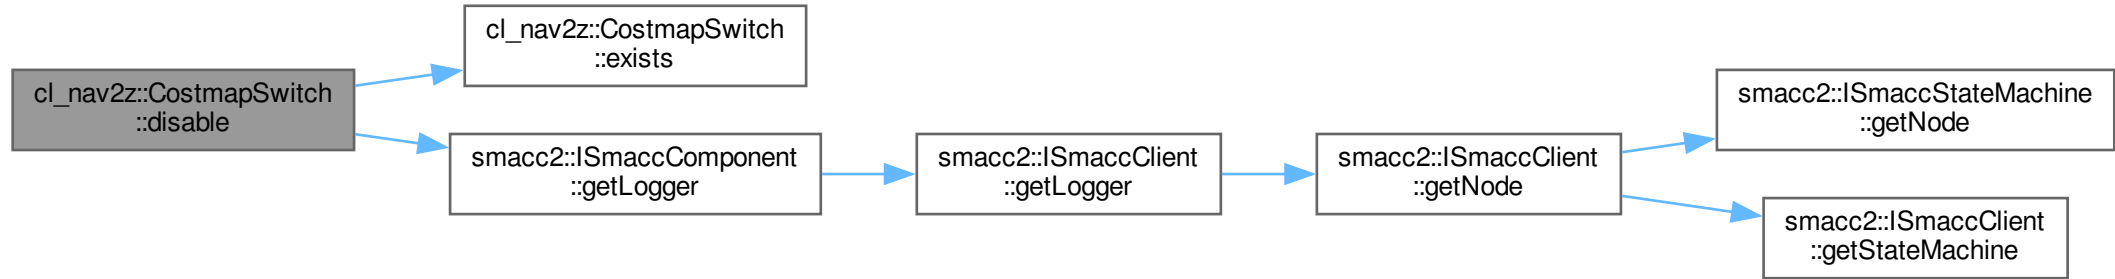 cl_nav2z::CostmapSwitch
::disable
cl_nav2z::CostmapSwitch
::exists
smacc2::ISmaccComponent
::getLogger
smacc2::ISmaccClient
::getLogger
smacc2::ISmaccClient
::getNode
smacc2::ISmaccStateMachine
::getNode
smacc2::ISmaccClient
::getStateMachine